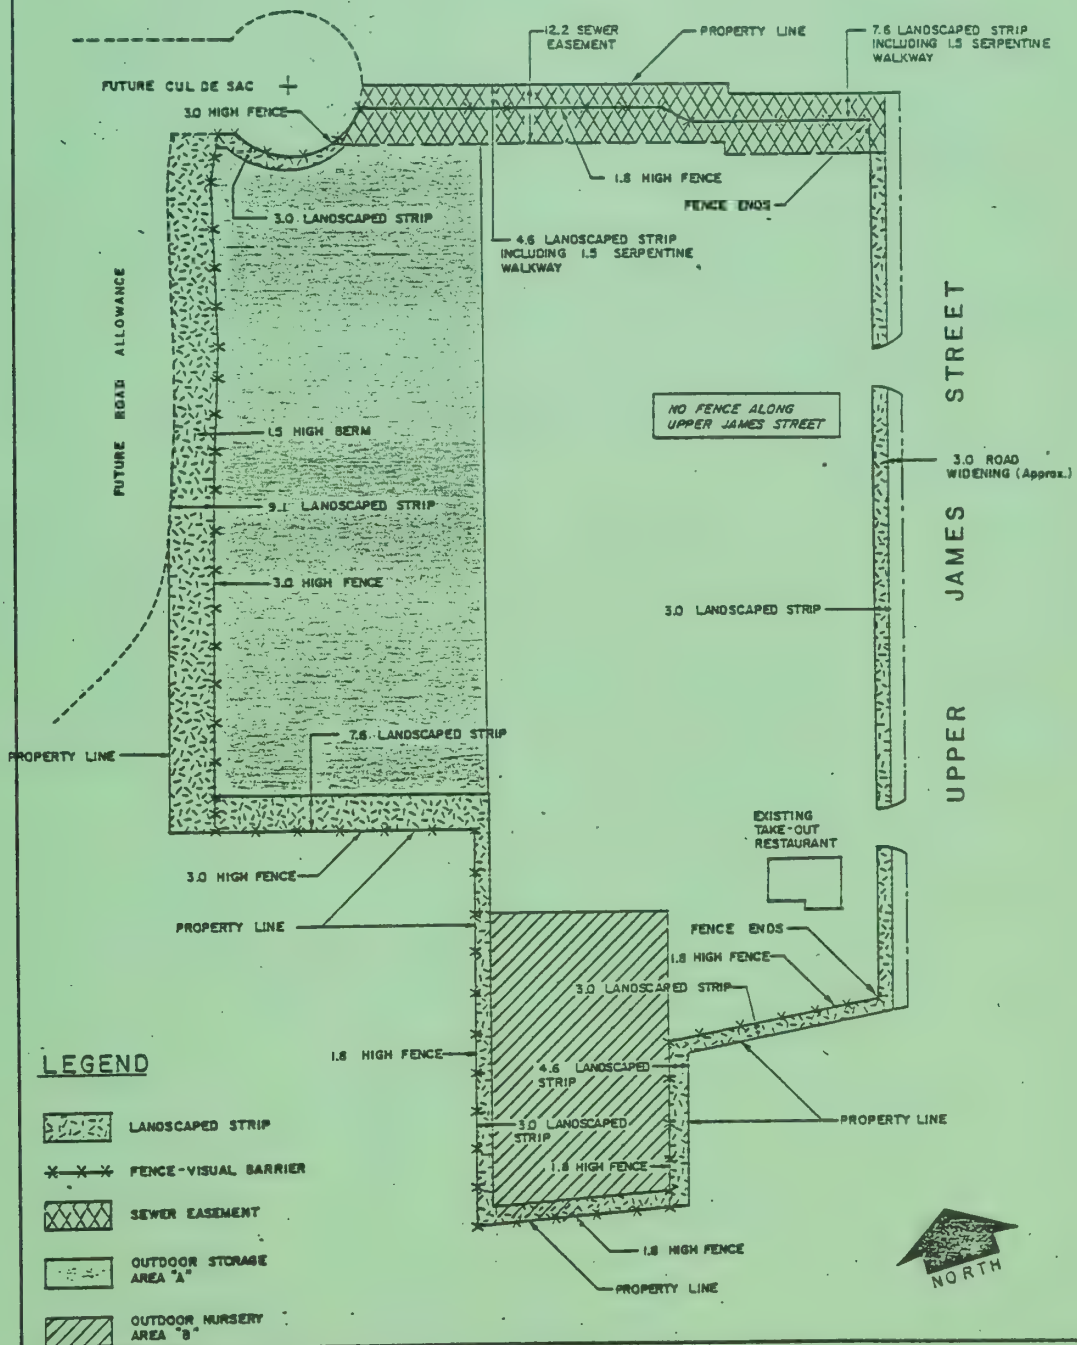 12.2 SEWER
EASEMENT
PROPERTY LINE
7.6 LANDSCAPED STRIP
INCLUDING 1.5 SERPENTINE
WALKWAY
FUTURE CUL DE SAC
3.0 HIGH FENCE
1.8 HIGH FENCE
FENCE ENDS
3.0 LANDSCAPED STRIP
4.6 LANDSCAPED STRIP
INCLUDING 1.5 SERPENTINE
WALKWAY
FUTURE ROAD ALLOWANCE
UPPER JAMES STREET
NO FENCE ALONG
UPPER JAMES STREET
1.5 HIGH BERM
3.0 ROAD
WIDENING (Approx.)
9.1 LANDSCAPED STRIP
3.0 HIGH FENCE
3.0 LANDSCAPED STRIP
7.6 LANDSCAPED STRIP
PROPERTY LINE
EXISTING
TAKE-OUT
RESTAURANT
3.0 HIGH FENCE
PROPERTY LINE
FENCE ENDS
1.8 HIGH FENCE
3.0 LANDSCAPED STRIP
1.8 HIGH FENCE
4.6 LANDSCAPED
STRIP
3.0 LANDSCAPED
STRIP
PROPERTY LINE
1.8 HIGH FENCE
1.8 HIGH FENCE
PROPERTY LINE
NORTH
LEGEND
LANDSCAPED STRIP
FENCE-VISUAL BARRIER
SEWER EASEMENT
OUTDOOR STORAGE
AREA "A"
OUTDOOR NURSERY
AREA "B"